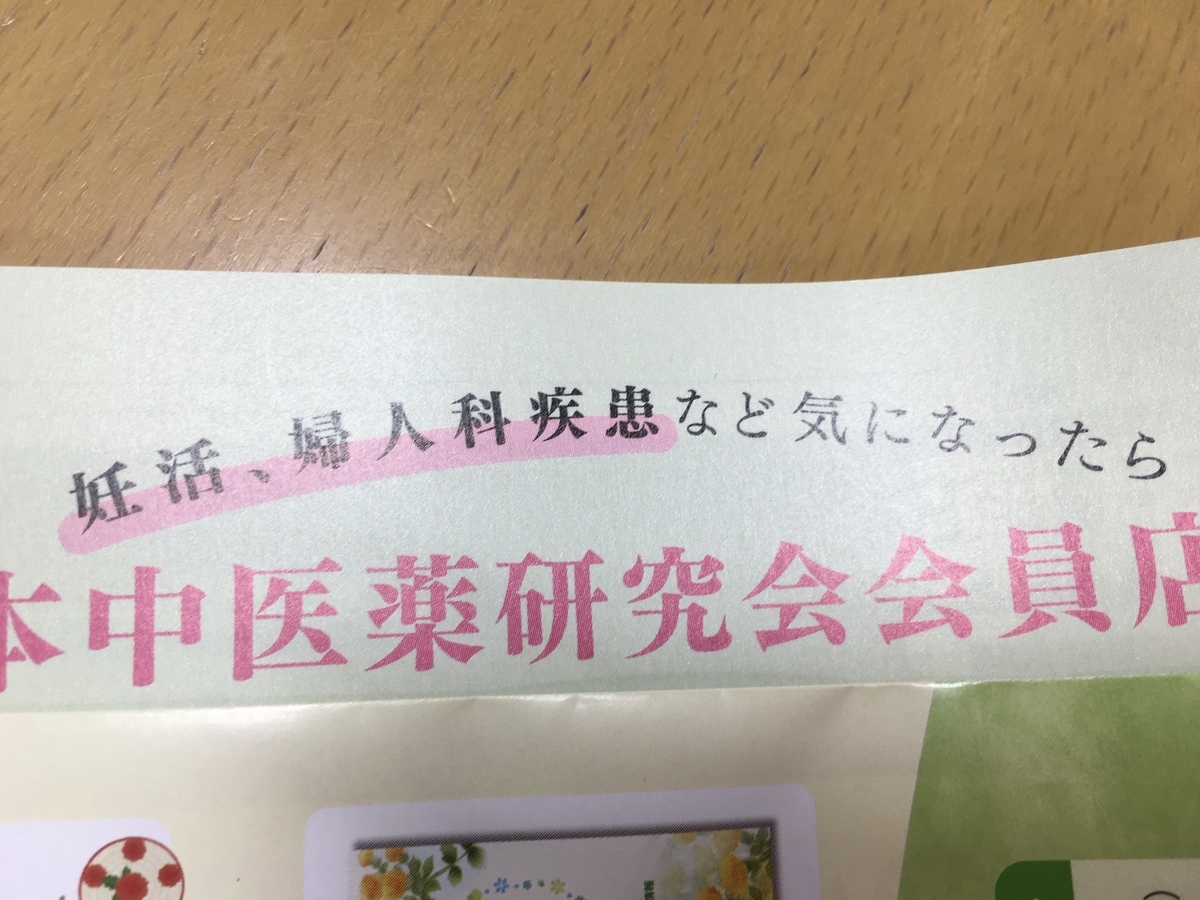 妊活、婦人科疾患など気になったら
本中医薬研究会会員店